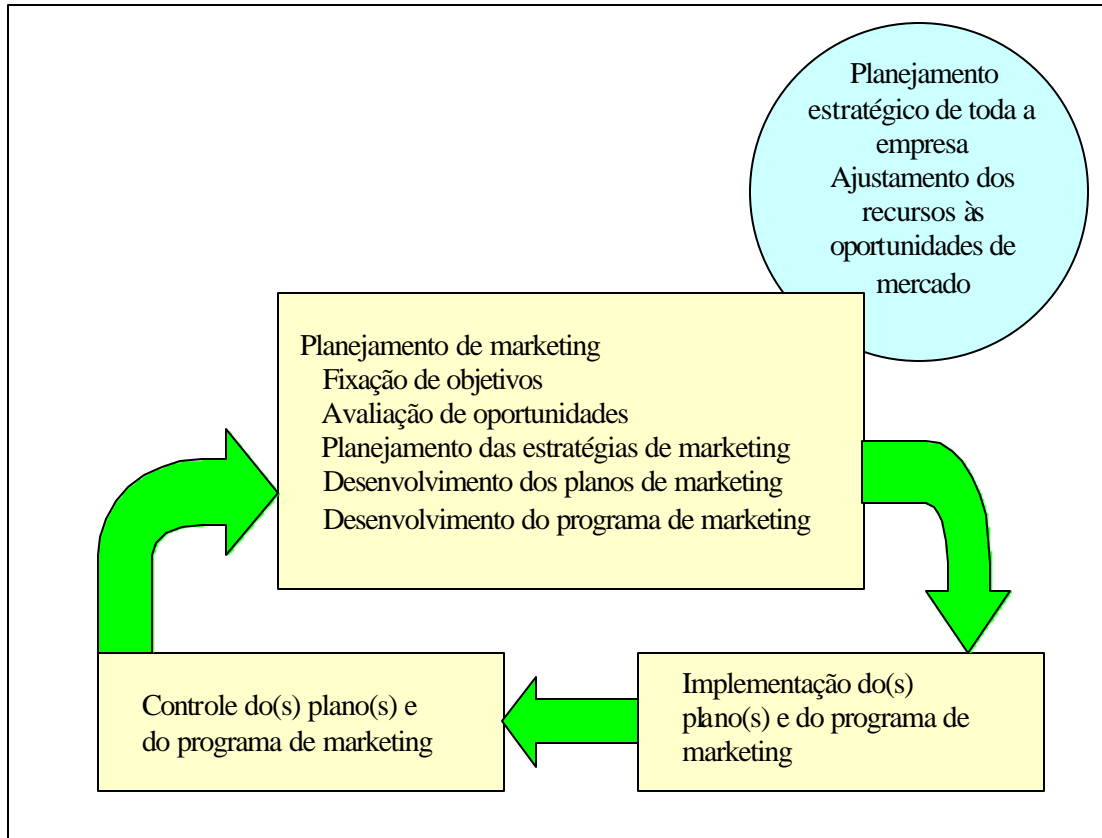 Planejamento
estratégico de toda a
empresa
Ajustamento dos
recursos às
oportunidades de
mercado
Planejamento de marketing
Fixação de objetivos
Avaliação de oportunidades
Planejamento das estratégias de marketing
Desenvolvimento dos planos de marketing
Desenvolvimento do programa de marketing
Controle do(s) plano(s) e
do programa de marketing
Implementação do(s)
plano(s) e do programa de
marketing